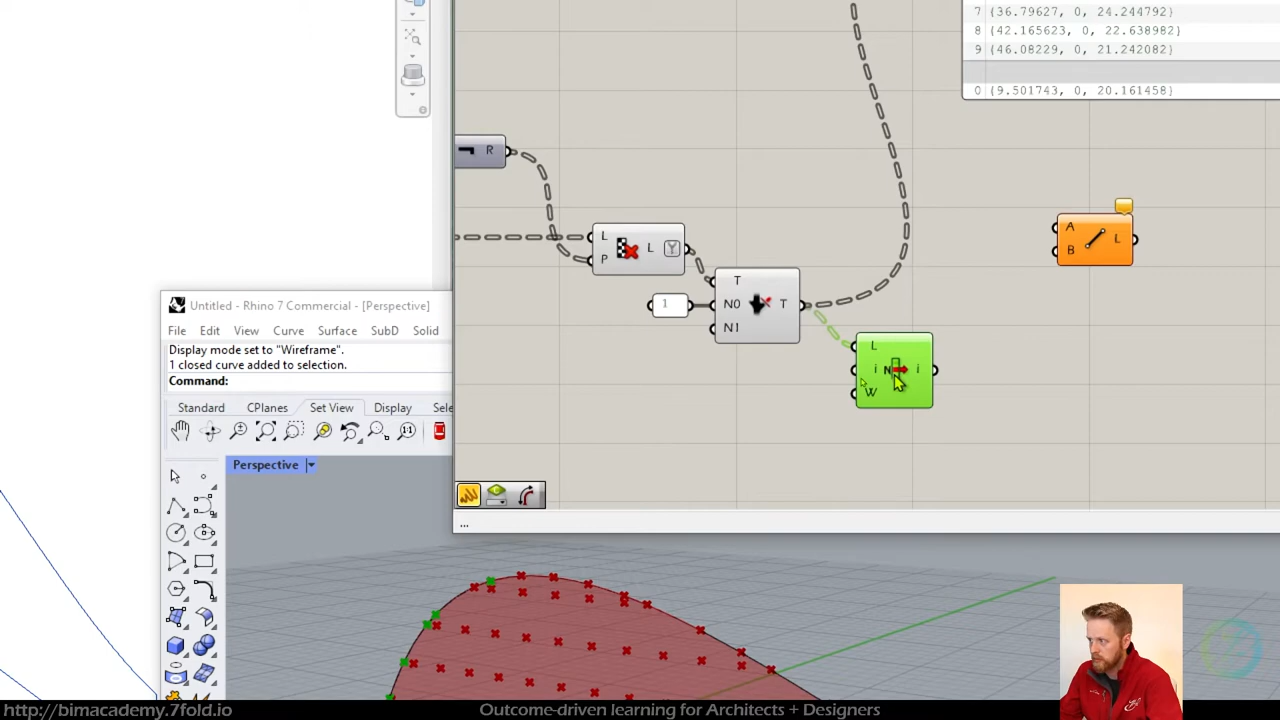 7 {36.79627, 0, 24.244792}
8 {42.165623, 0, 22.638982}
9 {46.08229, 0, 21.242082}
0 {9.501743, 0, 20.161458}
R
L
P
L
Y
1
T
N0
N1
T
L
i
W
N
i
A
B
L
Untitled - Rhino 7 Commercial - [Perspective]
File Edit View Curve Surface SubD Solid
Display mode set to "Wireframe".
1 closed curve added to selection.
Command:
Standard CPlanes Set View Display Sele
1:1
Perspective
...
http://bimacademy.7fold.io
Outcome-driven learning for Architects + Designers